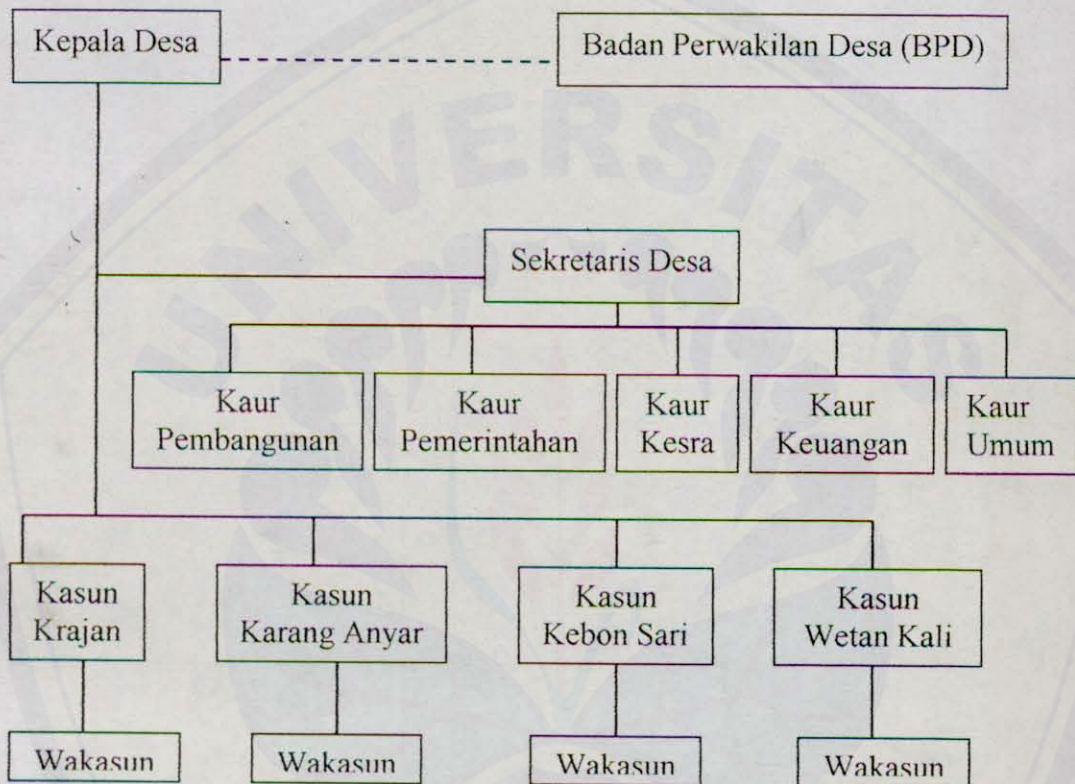 Kepala Desa
Badan Perwakilan Desa (BPD)
UNIVERSITAS
Sekretaris Desa
Kaur
Pembangunan
Kaur
Pemerintahan
Kaur
Kesra
Kaur
Keuangan
Kaur
Umum
Kasun
Krajan
Kasun
Karang Anyar
Kasun
Kebon Sari
Kasun
Wetan Kali
Wakasun
Wakasun
Wakasun
Wakasun